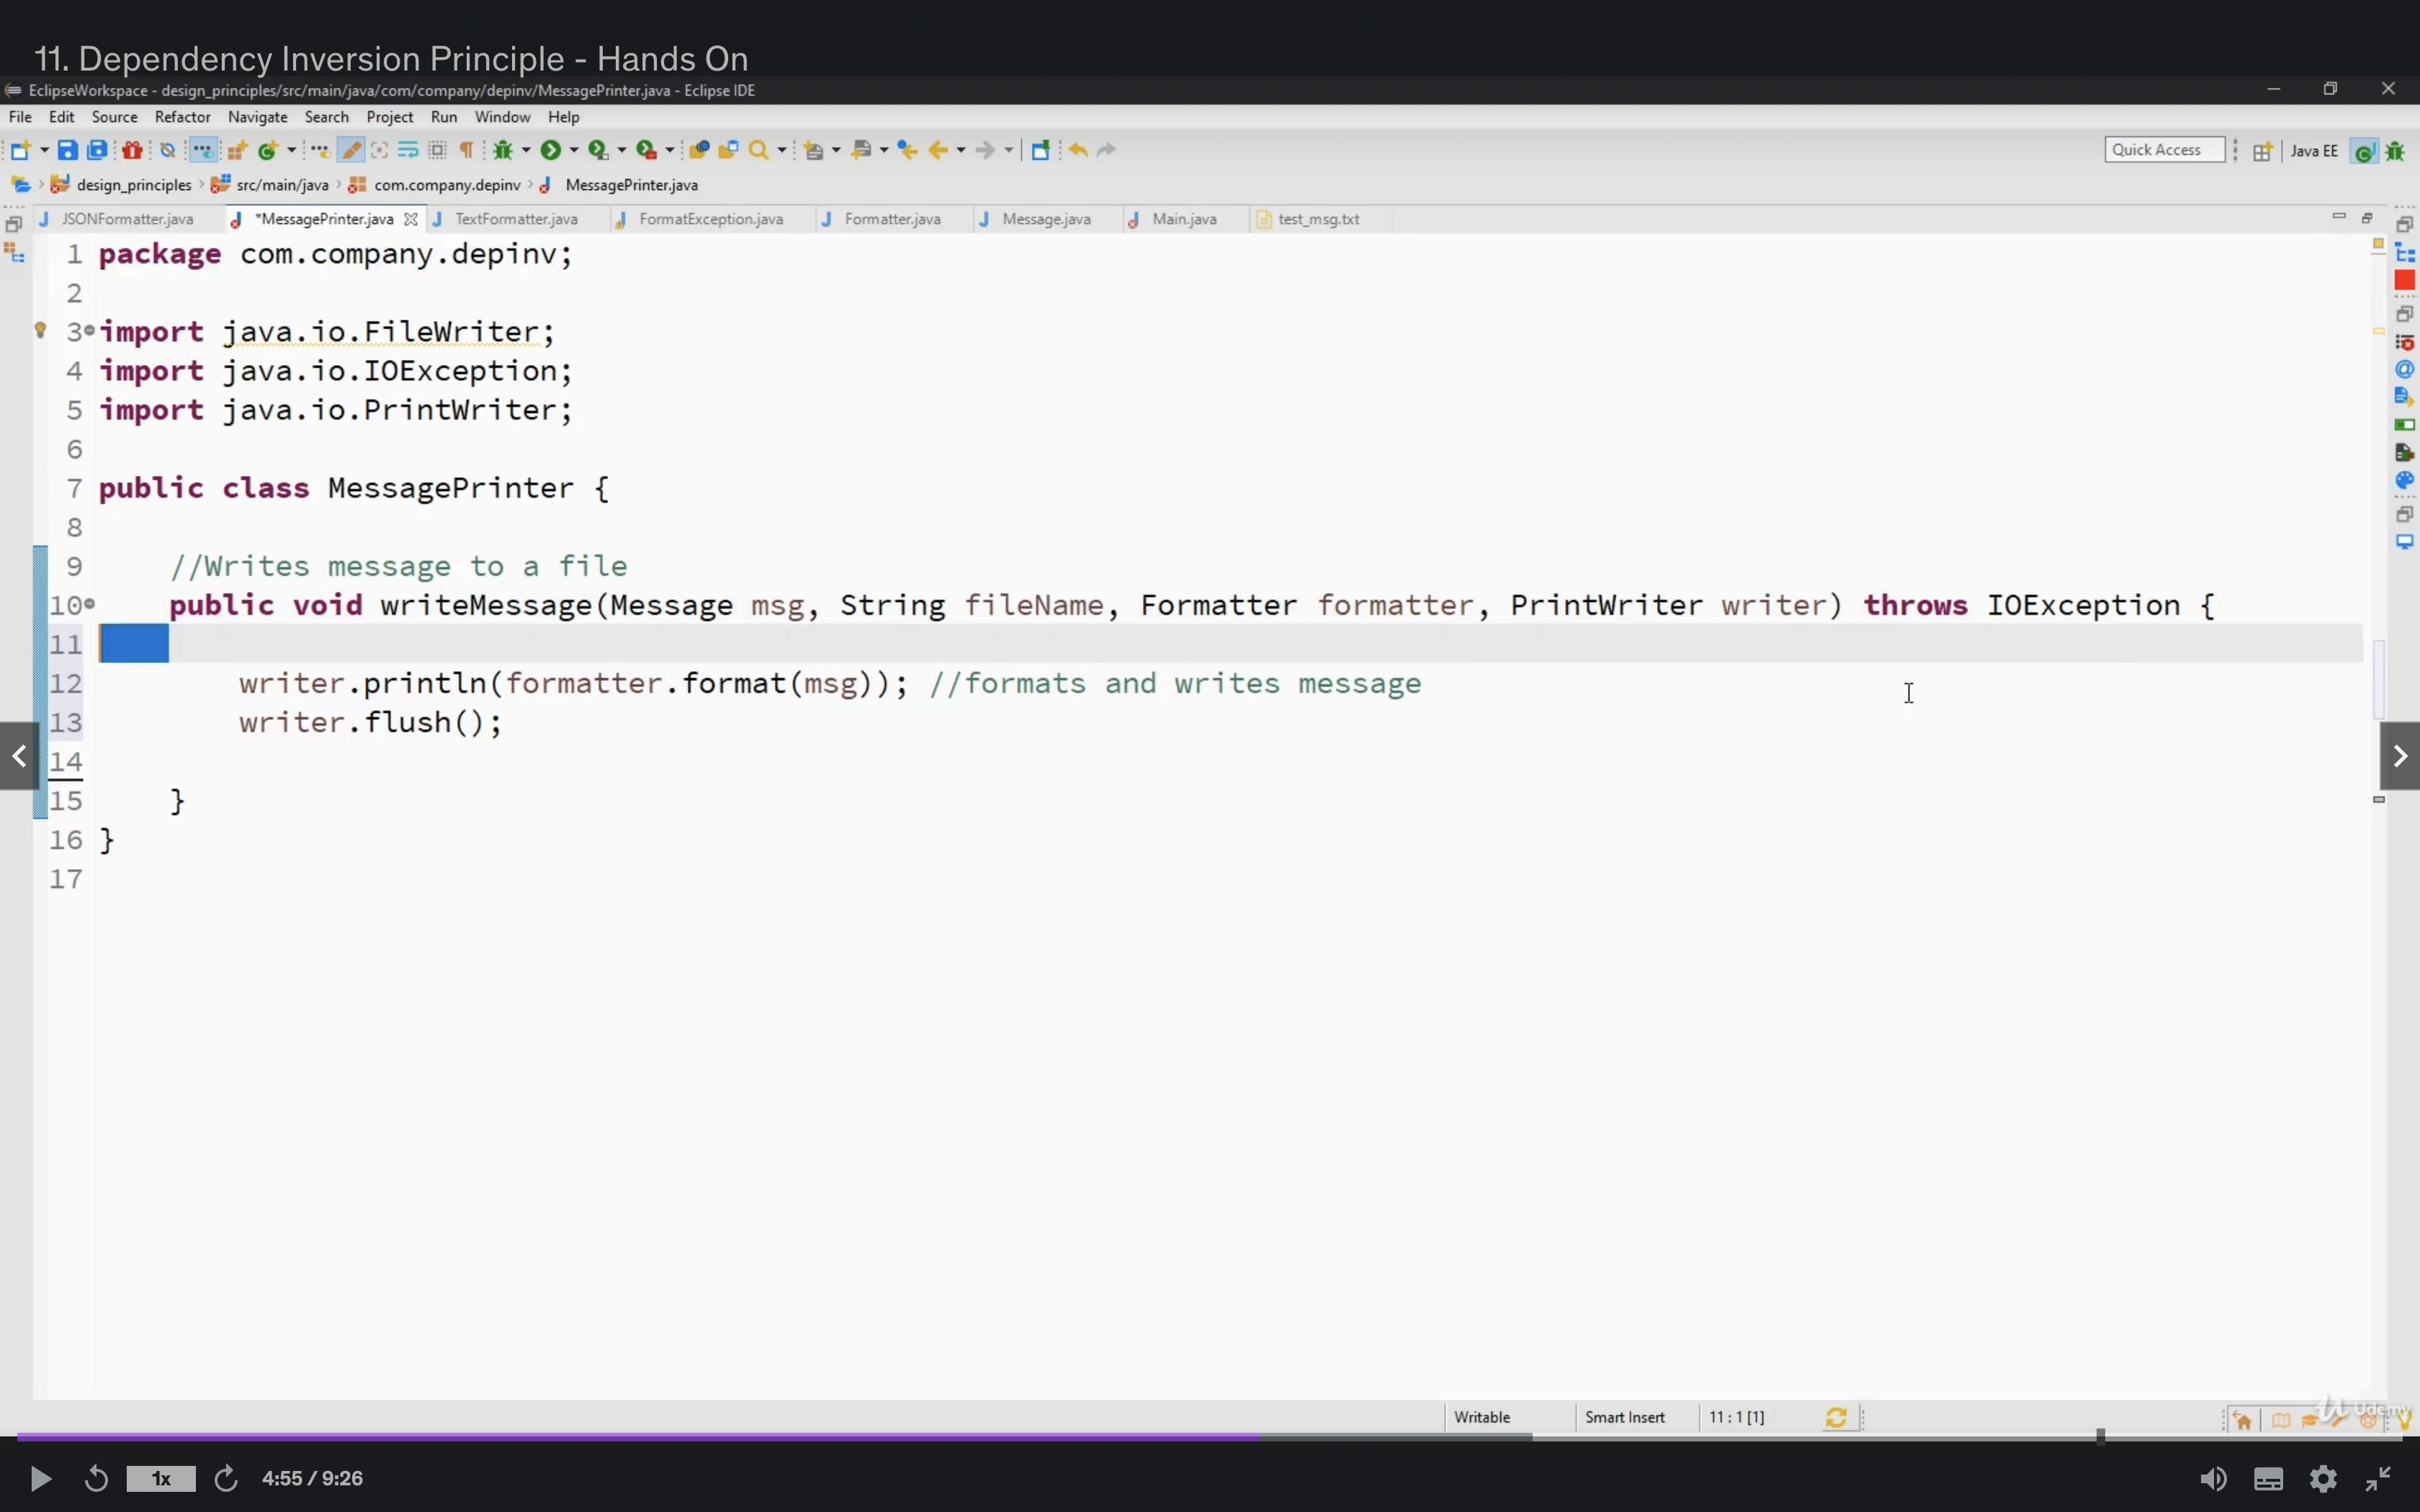 11. Dependency Inversion Principle - Hands On
EclipseWorkspace - design_principles/src/main/java/com/company/depinv/MessagePrinter.java - Eclipse IDE
File Edit Source Refactor Navigate Search Project Run Window Help
Quick Access Java EE
design_principles src/main/java com.company.depinv MessagePrinter.java
JSONFormatter.java *MessagePrinter.java TextFormatter.java FormatException.java Formatter.java Message.java Main.java test_msg.txt
1 package com.company.depinv;
2
3 import java.io.FileWriter;
4 import java.io.IOException;
5 import java.io.PrintWriter;
6
7 public class MessagePrinter {
8
9 //Writes message to a file
10 public void writeMessage(Message msg, String fileName, Formatter formatter, PrintWriter writer) throws IOException {
11
12 writer.println(formatter.format(msg)); //formats and writes message
13 writer.flush();
14
15 }
16 }
17
Writable Smart Insert 11 : 1 [1]
Udemy
1x 4:55 / 9:26